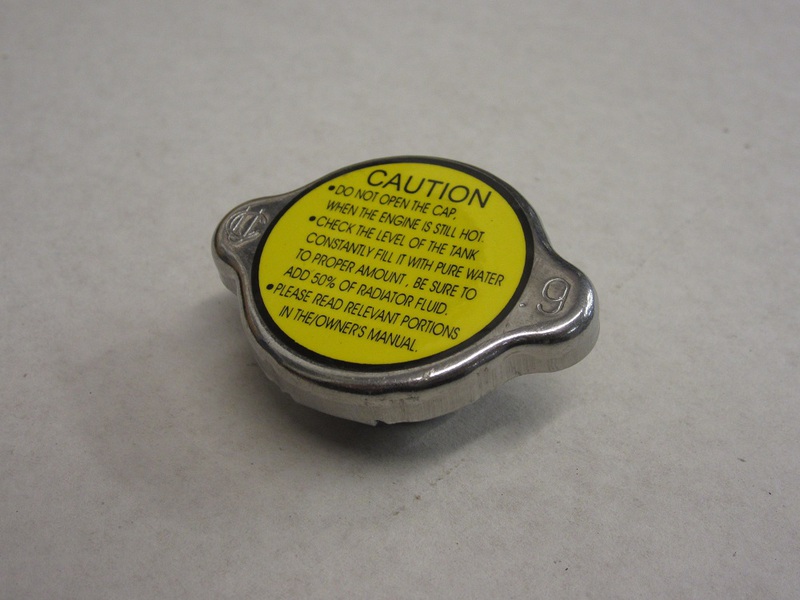 CAUTION
•DO NOT OPEN THE CAP,
WHEN THE ENGINE IS STILL HOT.
•CHECK THE LEVEL OF THE TANK
CONSTANTLY FILL IT WITH PURE WATER
TO PROPER AMOUNT, BE SURE TO
ADD 50% OF RADIATOR FLUID.
•PLEASE READ RELEVANT PORTIONS
IN THE/OWNER'S MANUAL.
9